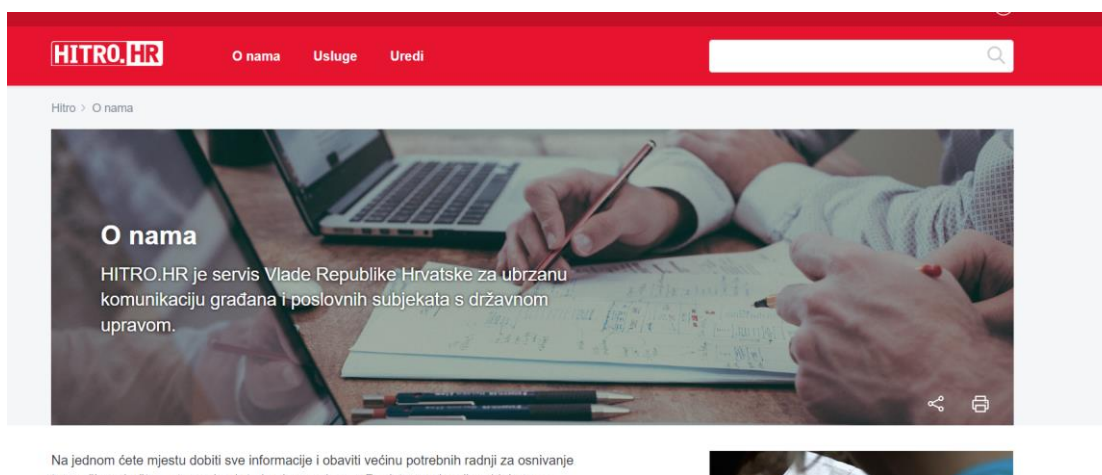 HITRO.HR O nama Usluge Uredi
Hitro > O nama
O nama
HITRO.HR je servis Vlade Republike Hrvatske za ubrzanu
komunikaciju građana i poslovnih subjekata s državnom
upravom.
Na jednom ćete mjestu dobiti sve informacije i obaviti većinu potrebnih radnji za osnivanje